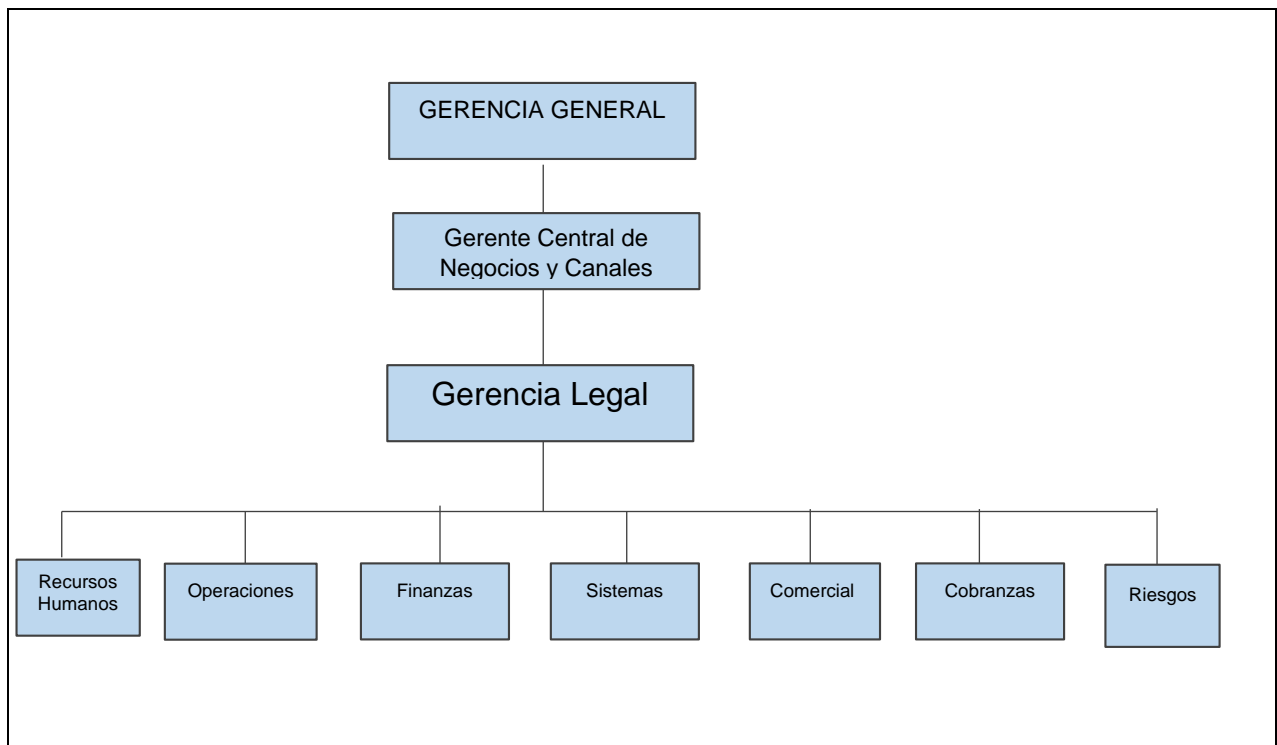 GERENCIA GENERAL
Gerente Central de
Negocios y Canales
Gerencia Legal
Recursos
Humanos
Operaciones
Finanzas
Sistemas
Comercial
Cobranzas
Riesgos